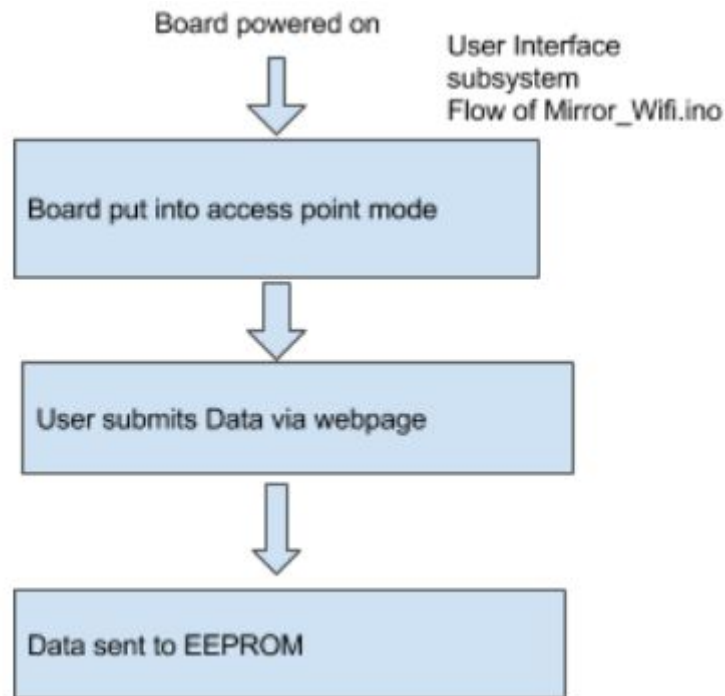 Board powered on
User Interface
subsystem
Flow of Mirror_Wifi.ino
Board put into access point mode
User submits Data via webpage
Data sent to EEPROM